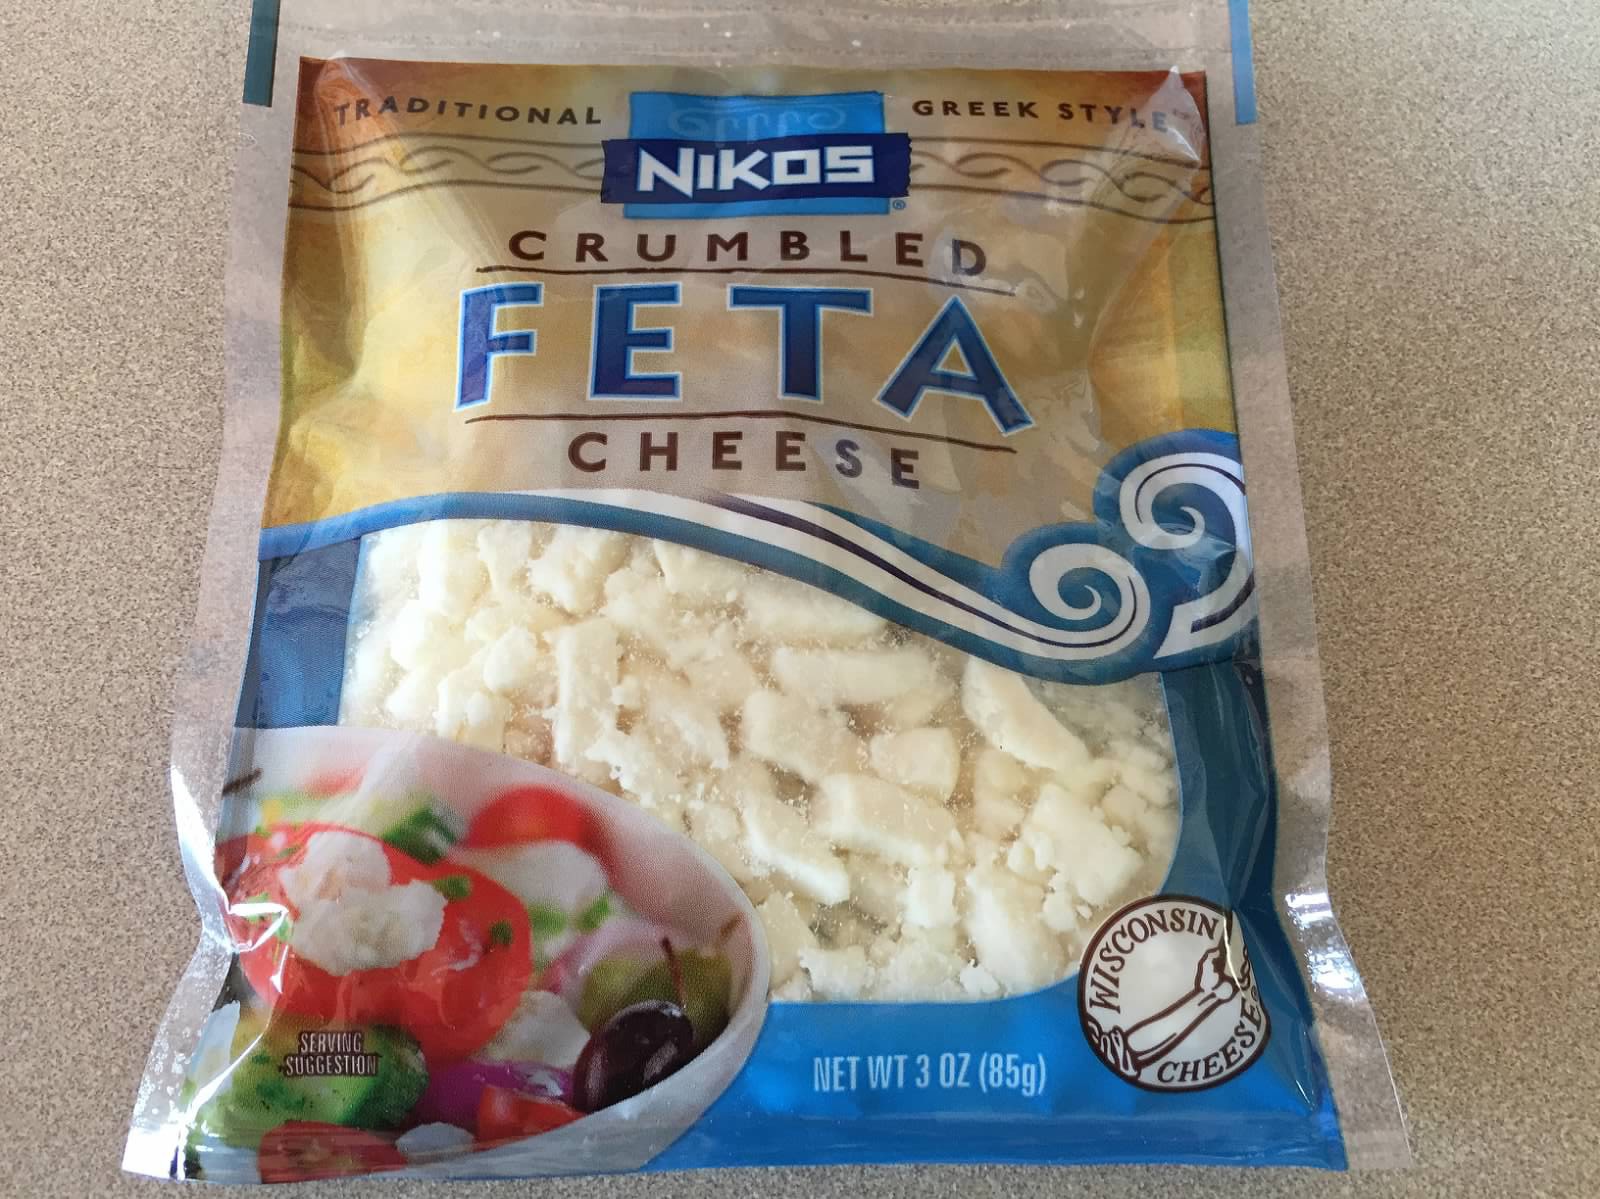 TRADITIONAL
GREEK STYLE
NIKOS®
CRUMBLED
FETA
CHEESE
WISCONSIN
CHEESE
SERVING
SUGGESTION
NET WT 3 OZ (85g)